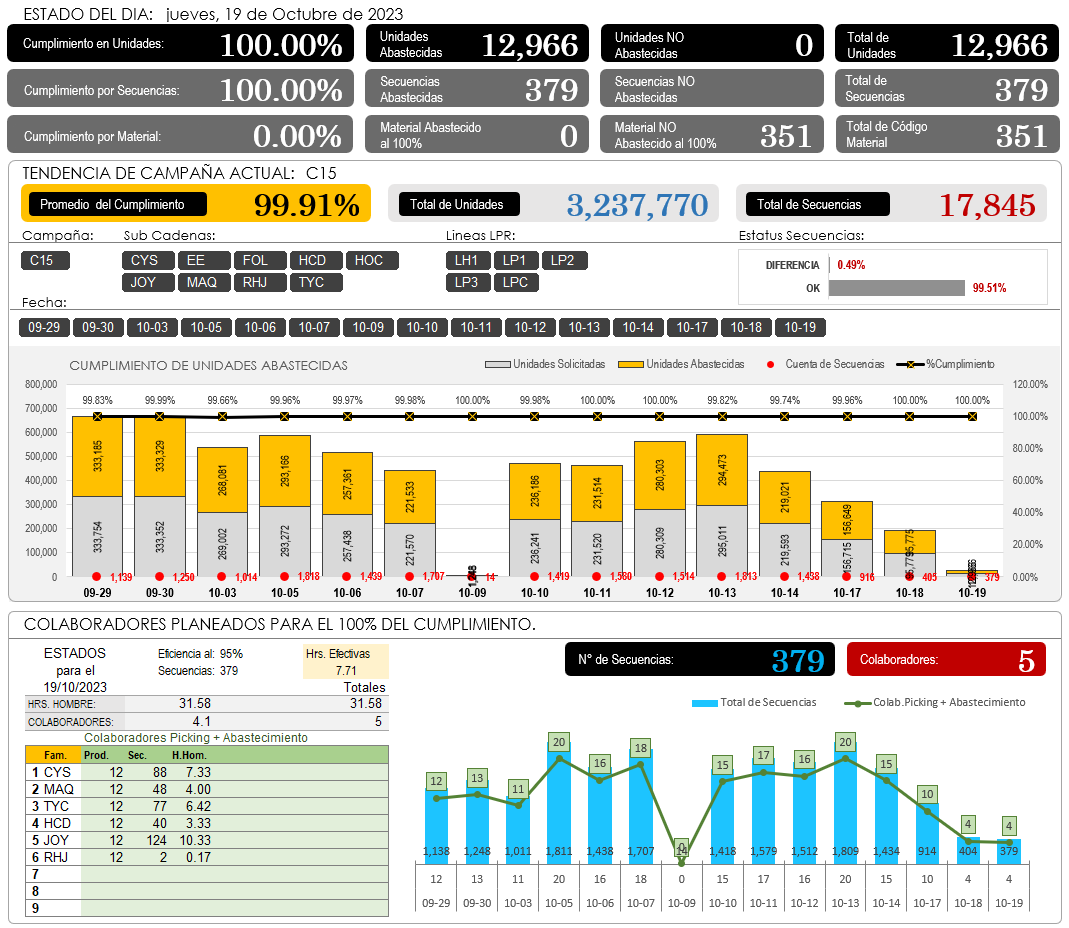 ESTADO DEL DIA: jueves, 19 de Octubre de 2023
Cumplimiento en Unidades: 100.00%
Unidades Abastecidas 12,966
Unidades NO Abastecidas 0
Total de Unidades 12,966
Cumplimiento por Secuencias: 100.00%
Secuencias Abastecidas 379
Secuencias NO Abastecidas
Total de Secuencias 379
Cumplimiento por Material: 0.00%
Material Abastecido al 100% 0
Material NO Abastecido al 100% 351
Total de Código Material 351
TENDENCIA DE CAMPAÑA ACTUAL: C15
Promedio del Cumplimiento 99.91%
Total de Unidades 3,237,770
Total de Secuencias 17,845
Campaña: Sub Cadenas: Lineas LPR: Estatus Secuencias:
C15 CYS EE FOL HCD HOC LH1 LP1 LP2
JOY MAQ RHJ TYC LP3 LPC
DIFERENCIA 0.49%
OK 99.51%
Fecha:
09-29 09-30 10-03 10-05 10-06 10-07 10-09 10-10 10-11 10-12 10-13 10-14 10-17 10-18 10-19
CUMPLIMIENTO DE UNIDADES ABASTECIDAS
Unidades Solicitadas Unidades Abastecidas Cuenta de Secuencias %Cumplimiento
800,000 120.00%
99.83% 99.99% 99.66% 99.96% 99.97% 99.98% 100.00% 99.98% 100.00% 100.00% 99.82% 99.74% 99.96% 100.00% 100.00%
700,000 100.00%
600,000
500,000 80.00%
400,000 60.00%
300,000
200,000 40.00%
100,000 20.00%
0 0.00%
333,185 333,329 268,081 293,166 257,361 221,533 236,186 231,514 280,303 294,473 219,021 156,649 95,775
333,754 333,352 269,002 293,272 257,438 221,570 236,241 231,520 280,309 295,011 219,593 156,715
1,139 1,250 1,014 1,818 1,439 1,707 14 1,419 1,580 1,514 1,813 1,438 916 405 379
09-29 09-30 10-03 10-05 10-06 10-07 10-09 10-10 10-11 10-12 10-13 10-14 10-17 10-18 10-19
COLABORADORES PLANEADOS PARA EL 100% DEL CUMPLIMIENTO.
ESTADOS para el 19/10/2023
Eficiencia al: 95%
Secuencias: 379
Hrs. Efectivas
7.71
Totales
HRS. HOMBRE: 31.58 31.58
COLABORADORES: 4.1 5
Colaboradores Picking + Abastecimiento
Fam. Prod. Sec. H.Hom.
1 CYS 12 88 7.33
2 MAQ 12 48 4.00
3 TYC 12 77 6.42
4 HCD 12 40 3.33
5 JOY 12 124 10.33
6 RHJ 12 2 0.17
7
8
9
N° de Secuencias: 379
Colaboradores: 5
Total de Secuencias Colab.Picking + Abastecimiento
12 13 11 20 16 18 0 15 17 16 20 15 10 4 4
1,138 1,248 1,011 1,811 1,438 1,707 14 1,418 1,579 1,512 1,809 1,434 914 404 379
12 13 11 20 16 18 0 15 17 16 20 15 10 4 4
09-29 09-30 10-03 10-05 10-06 10-07 10-09 10-10 10-11 10-12 10-13 10-14 10-17 10-18 10-19